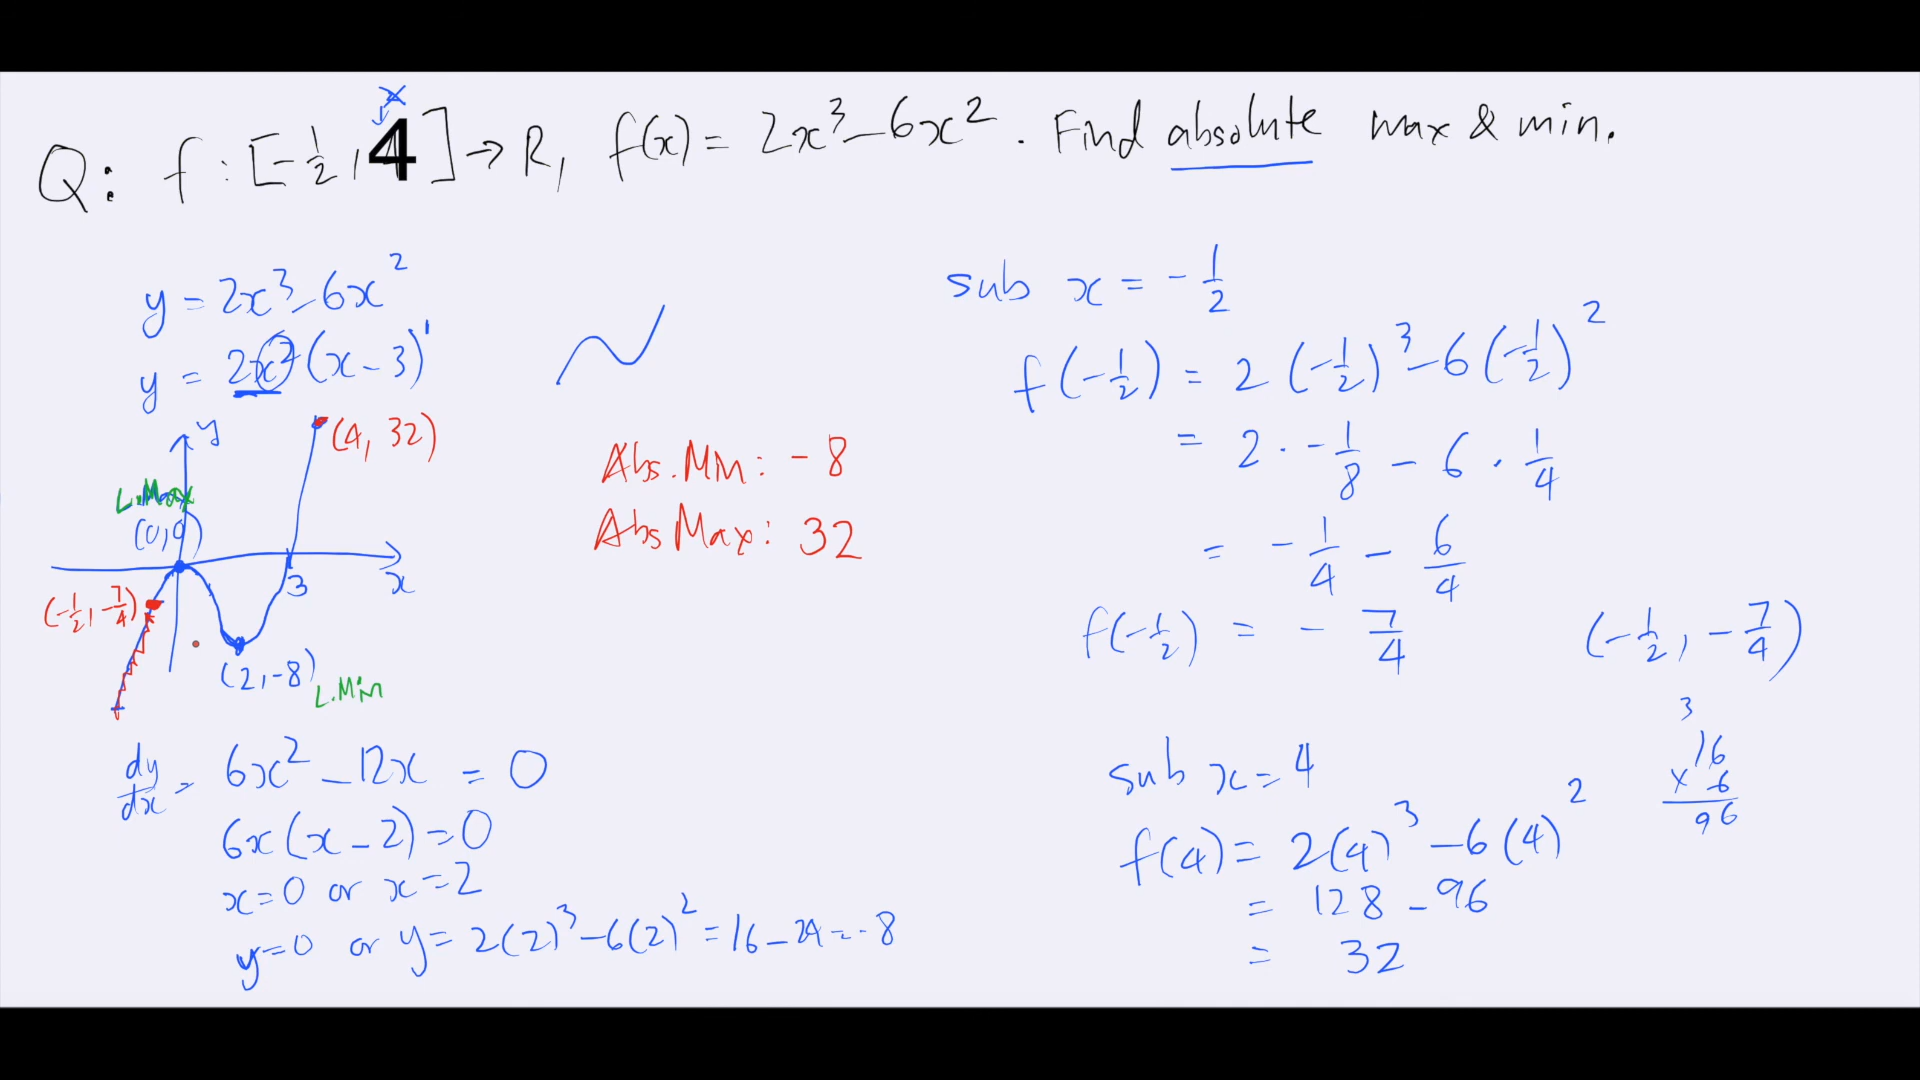 Q: f : [-1/2, 4] → R, f(x) = 2x³ - 6x². Find absolute max & min.
x
y = 2x³ - 6x²
y = 2x²(x - 3)¹
y
(4, 32)
L.Max
(0,0)
3
x
(-1/2, -7/4)
(2, -8)
L.Min
dy/dx = 6x² - 12x = 0
6x(x - 2) = 0
x = 0 or x = 2
y = 0 or y = 2(2)³ - 6(2)² = 16 - 24 = -8
Abs. Min : -8
Abs Max : 32
sub x = -1/2
f(-1/2) = 2(-1/2)³ - 6(-1/2)²
= 2 · -1/8 - 6 · 1/4
= -1/4 - 6/4
f(-1/2) = -7/4
(-1/2, -7/4)
sub x = 4
f(4) = 2(4)³ - 6(4)²
= 128 - 96
= 32
3
16
x 6
96